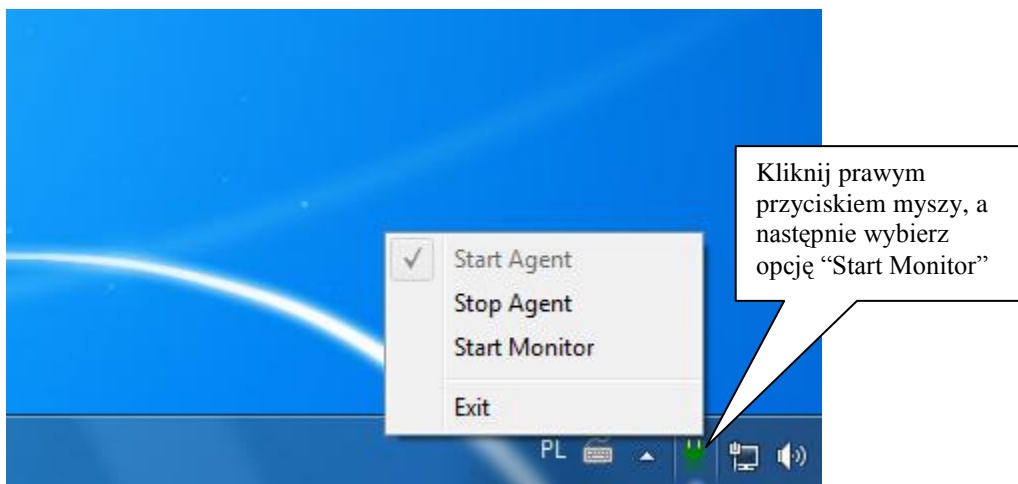 Kliknij prawym
przyciskiem myszy, a
następnie wybierz
opcję “Start Monitor”
Start Agent
Stop Agent
Start Monitor
Exit
PL